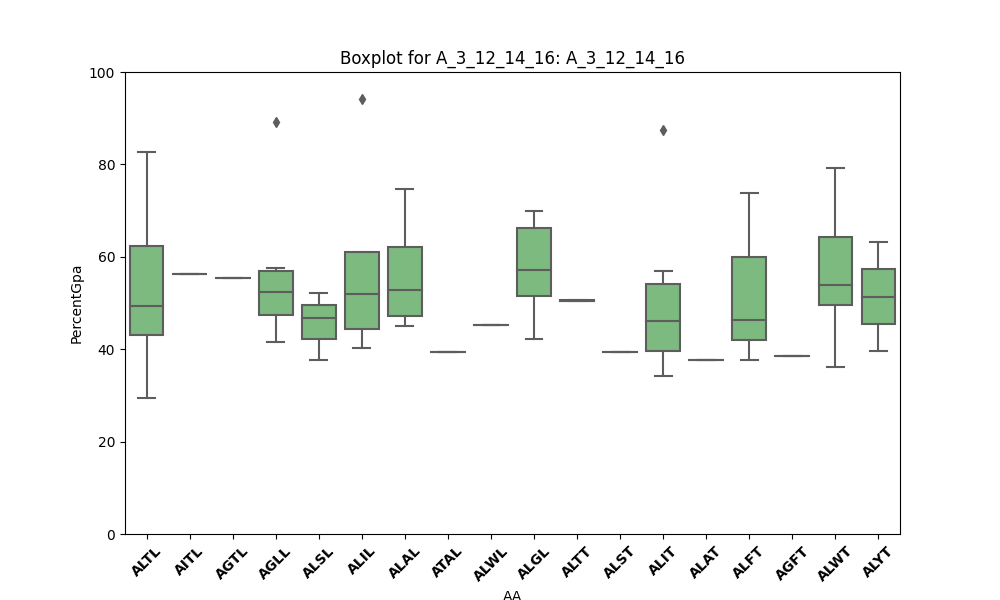 Boxplot for A_3_12_14_16: A_3_12_14_16
100
80
60
40
20
0
PercentGpa
ALTL AITL AGTL AGLL ALSL ALIL ALAL ATAL ALWL ALGL ALTT ALST ALIT ALAT ALFT AGFT ALWT ALYT
AA